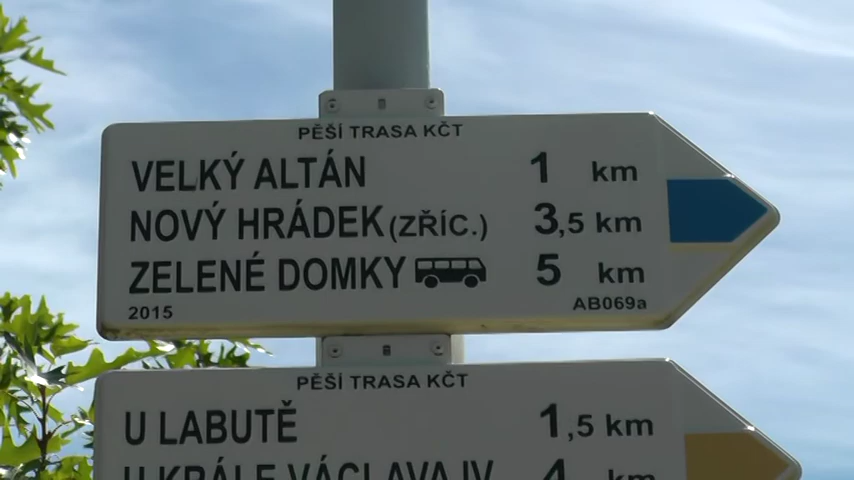 PĚŠÍ TRASA KČT
VELKÝ ALTÁN 1 km
NOVÝ HRÁDEK (ZŘÍC.) 3,5 km
ZELENÉ DOMKY 5 km
2015 AB069a
PĚŠÍ TRASA KČT
U LABUTĚ 1,5 km
U KRÁLE VÁCLAVA IV 4 km